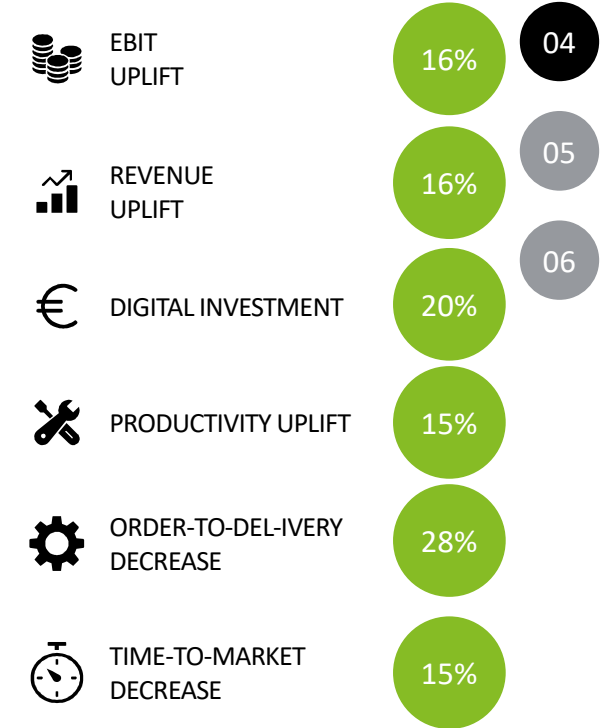 EBIT
UPLIFT
16%
04
REVENUE
UPLIFT
16%
05
06
DIGITAL INVESTMENT
20%
PRODUCTIVITY UPLIFT
15%
ORDER-TO-DEL-IVERY
DECREASE
28%
TIME-TO-MARKET
DECREASE
15%